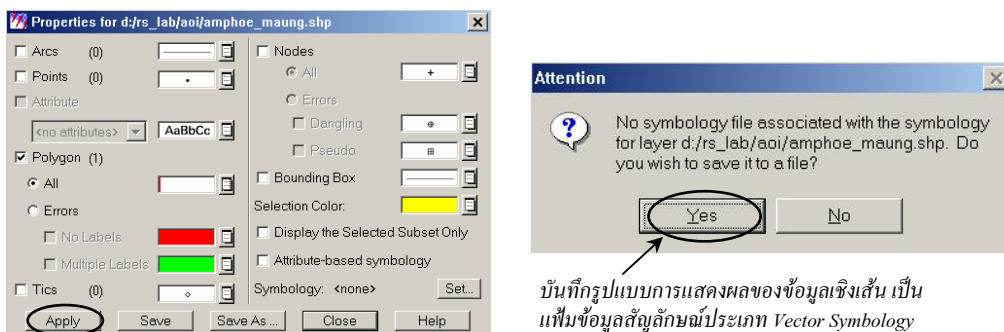 Properties for d:/rs_lab/aoi/amphoe_maung.shp
Arcs (0)
Points (0)
Attribute
<no attributes> AaBbCc
Polygon (1)
All
Errors
No Labels
Multiple Labels
Tics (0)
Nodes
All
Errors
Dangling
Pseudo
Bounding Box
Selection Color:
Display the Selected Subset Only
Attribute-based symbology
Symbology: <none> Set...
Apply Save Save As ... Close Help
Attention
No symbology file associated with the symbology
for layer d:/rs_lab/aoi/amphoe_maung.shp. Do
you wish to save it to a file?
Yes No
บันทึกรูปแบบการแสดงผลของข้อมูลเชิงเส้น เป็น
แฟ้มข้อมูลสัญลักษณ์ประเภท Vector Symbology